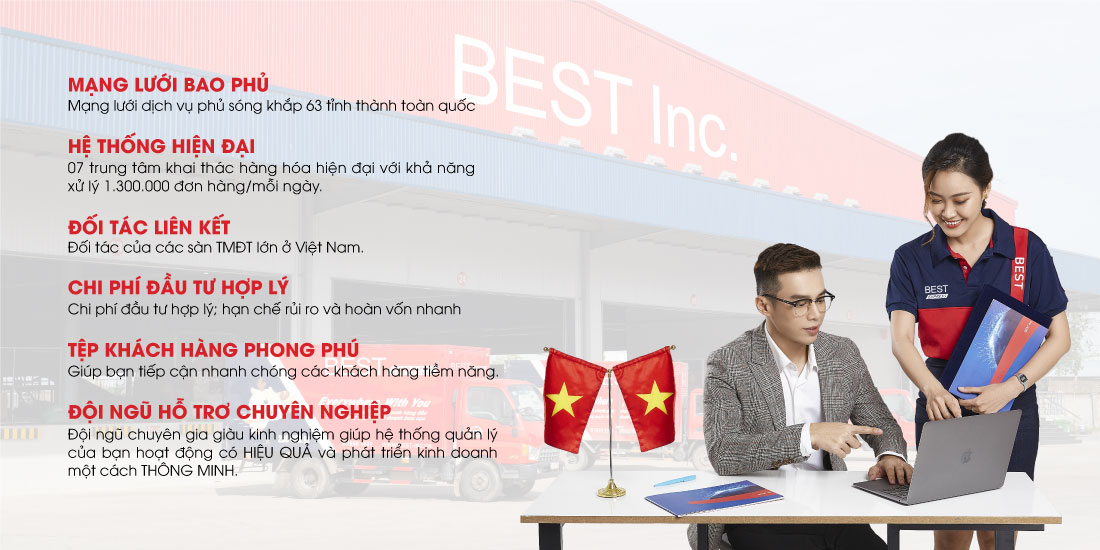 BEST Inc.
MẠNG LƯỚI BAO PHỦ
Mạng lưới dịch vụ phủ sóng khắp 63 tỉnh thành toàn quốc
HỆ THỐNG HIỆN ĐẠI
07 trung tâm khai thác hàng hóa hiện đại với khả năng
xử lý 1.300.000 đơn hàng/mỗi ngày.
ĐỐI TÁC LIÊN KẾT
Đối tác của các sàn TMĐT lớn ở Việt Nam.
CHI PHÍ ĐẦU TƯ HỢP LÝ
Chi phí đầu tư hợp lý; hạn chế rủi ro và hoàn vốn nhanh
TỆP KHÁCH HÀNG PHONG PHÚ
Giúp bạn tiếp cận nhanh chóng các khách hàng tiềm năng.
ĐỘI NGŨ HỖ TRỢ CHUYÊN NGHIỆP
Đội ngũ chuyên gia giàu kinh nghiệm giúp hệ thống quản lý
của bạn hoạt động có HIỆU QUẢ và phát triển kinh doanh
một cách THÔNG MINH.
BEST
Everywhere With You
BEST
EXPRESS
BEST